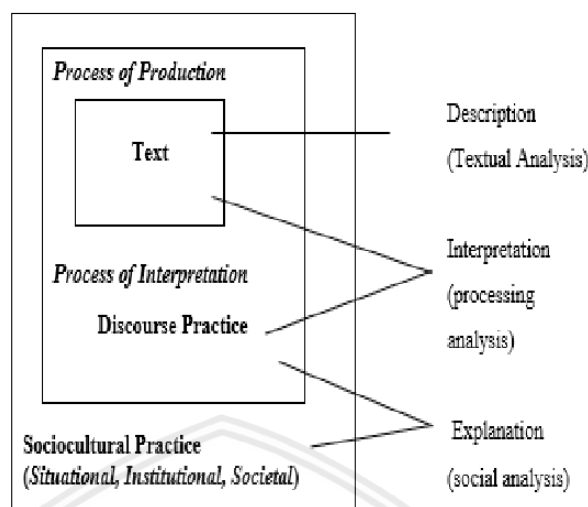 Process of Production
Text
Process of Interpretation
Discourse Practice
Sociocultural Practice
(Situational, Institutional, Societal)
Description
(Textual Analysis)
Interpretation
(processing
analysis)
Explanation
(social analysis)